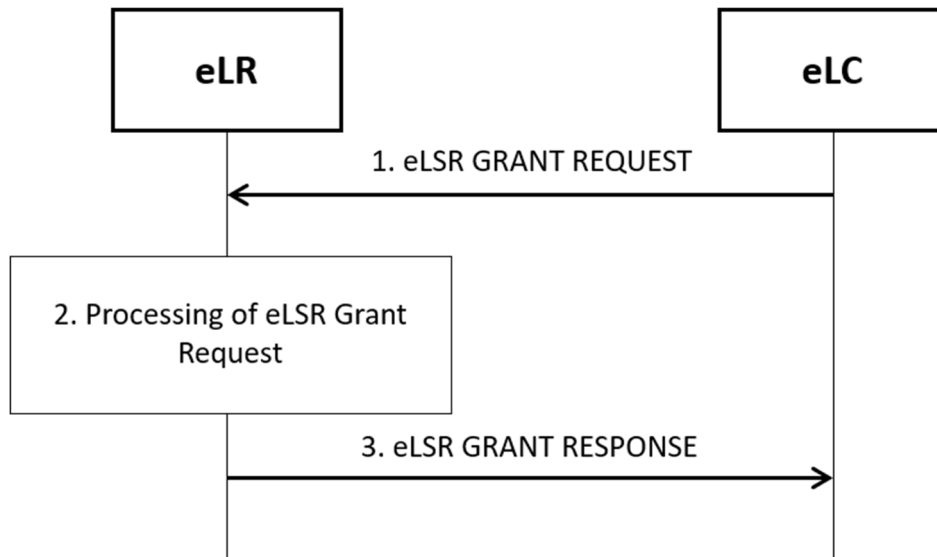 eLR
eLC
1. eLSR GRANT REQUEST
2. Processing of eLSR Grant
Request
3. eLSR GRANT RESPONSE